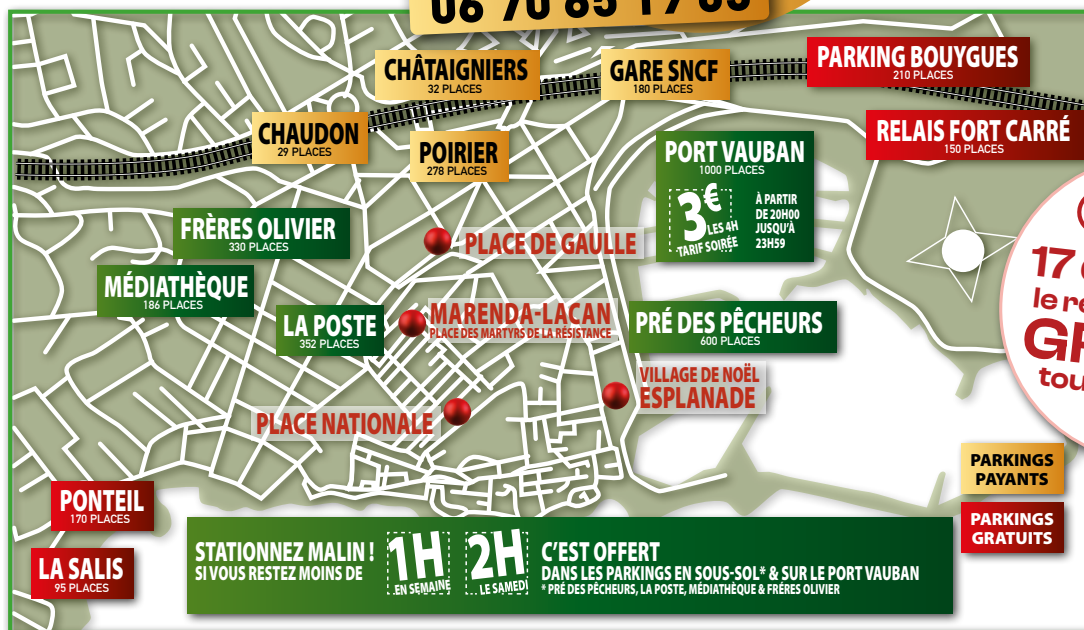 CHÂTAIGNIERS
32 PLACES
GARE SNCF
180 PLACES
PARKING BOUYGUES
210 PLACES
CHAUDON
29 PLACES
POIRIER
278 PLACES
RELAIS FORT CARRÉ
150 PLACES
PORT VAUBAN
1000 PLACES
3€
LES 4H
TARIF SOIRÉE
À PARTIR
DE 20H00
JUSQU'À
23H59
FRÈRES OLIVIER
330 PLACES
PLACE DE GAULLE
MÉDIATHÈQUE
186 PLACES
LA POSTE
352 PLACES
MARENDA-LACAN
PLACE DES MARTYRS DE LA RÉSISTANCE
PRÉ DES PÊCHEURS
600 PLACES
17
VILLAGE DE NOËL
ESPLANADE
PLACE NATIONALE
PARKINGS
PAYANTS
PARKINGS
GRATUITS
PONTEIL
170 PLACES
LA SALIS
95 PLACES
STATIONNEZ MALIN !
SI VOUS RESTEZ MOINS DE
1H
EN SEMAINE
2H
LE SAMEDI
C'EST OFFERT
DANS LES PARKINGS EN SOUS-SOL* & SUR LE PORT VAUBAN
* PRÉ DES PÊCHEURS, LA POSTE, MÉDIATHÈQUE & FRÉRES OLIVIER